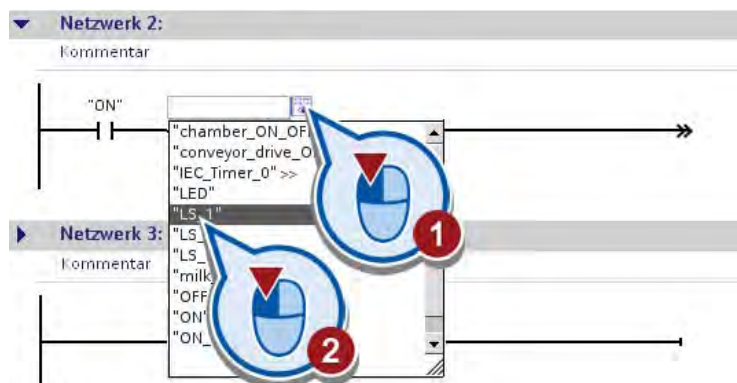 Netzwerk 2:
Kommentar
"ON"
"chamber_ON_OF
"conveyor_drive_O
"IEC_Timer_0" >>
"LED"
"LS_1"
1
Netzwerk 3:
"LS_
Kommentar
"LS_
"milk_
"OFF
"ON"
"ON_
2